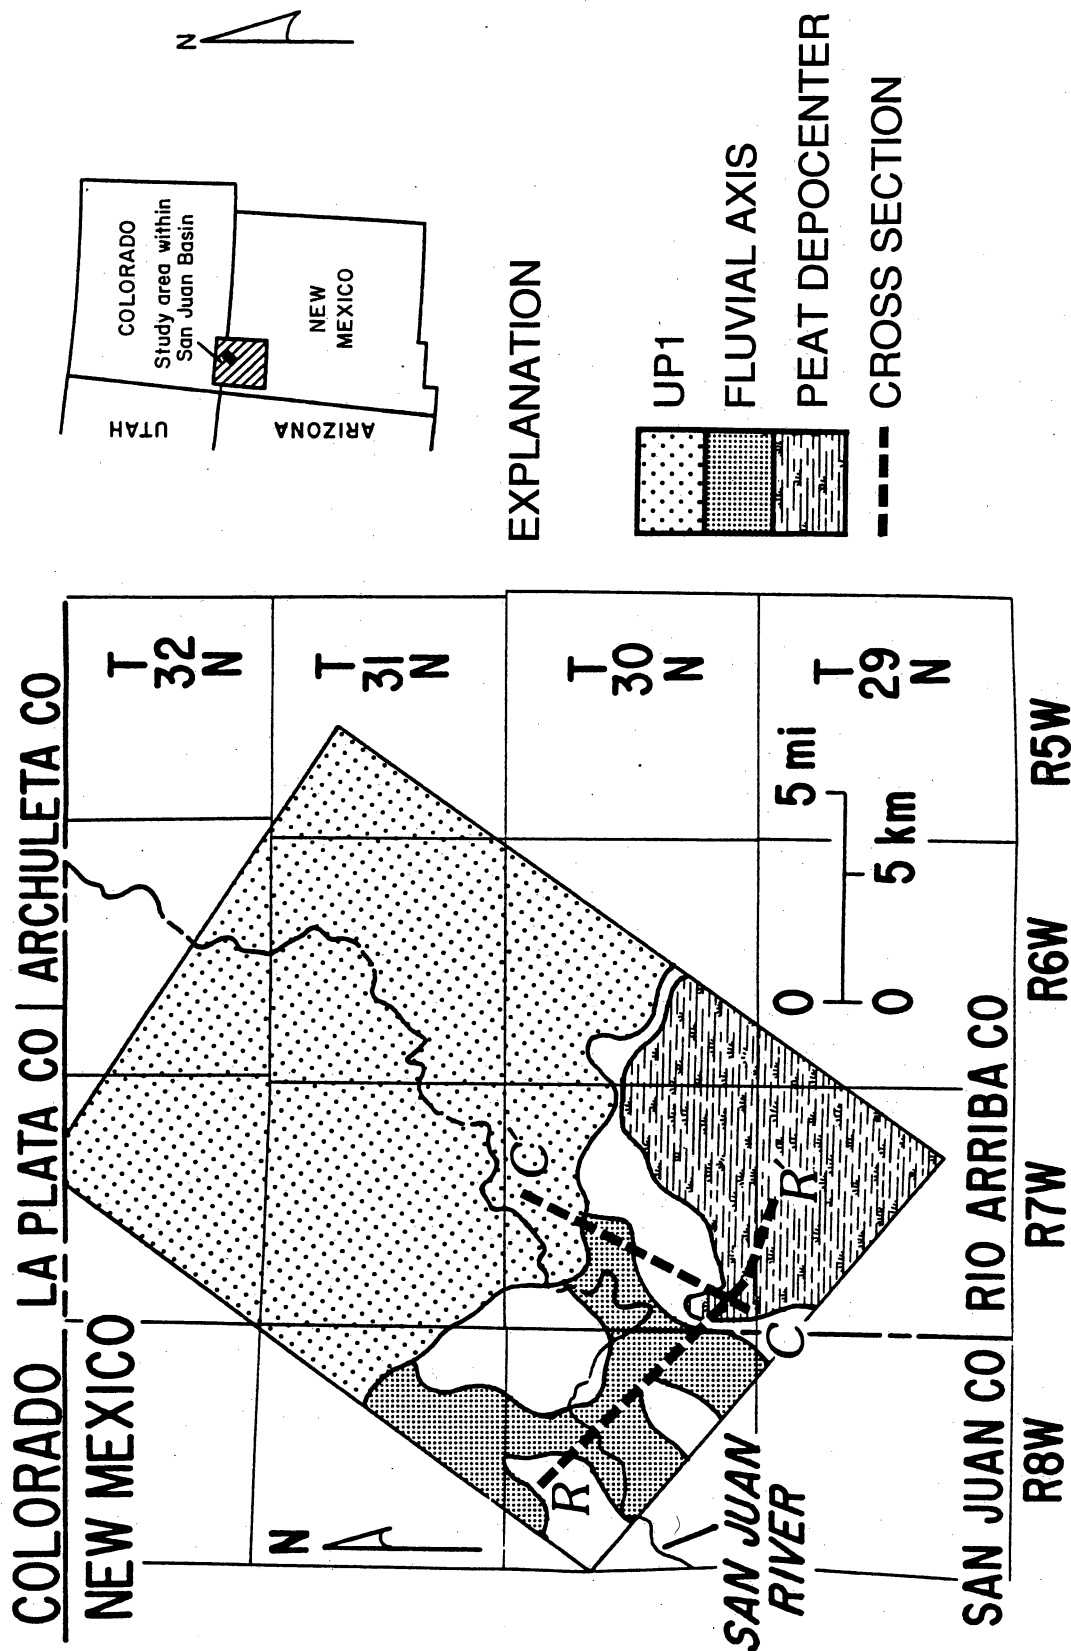 COLORADO
LA PLATA CO | ARCHULETA CO
NEW MEXICO
T
32
N
T
31
N
T
30
N
T
29
N
N
R
R'
C
C'
SAN JUAN
RIVER
0
5 mi
0
5 km
SAN JUAN CO | RIO ARRIBA CO
R8W
R7W
R6W
R5W
N
UTAH
COLORADO
Study area within
San Juan Basin
ARIZONA
NEW
MEXICO
EXPLANATION
UP1
FLUVIAL AXIS
PEAT DEPOCENTER
CROSS SECTION